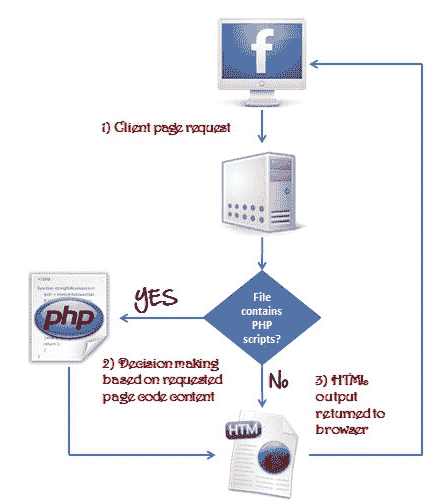 f
1) Client page request
File
contains
PHP
scripts?
YES
php
2) Decision making
based on requested
page code content
No
3) HTML
output
returned to
browser
HTM